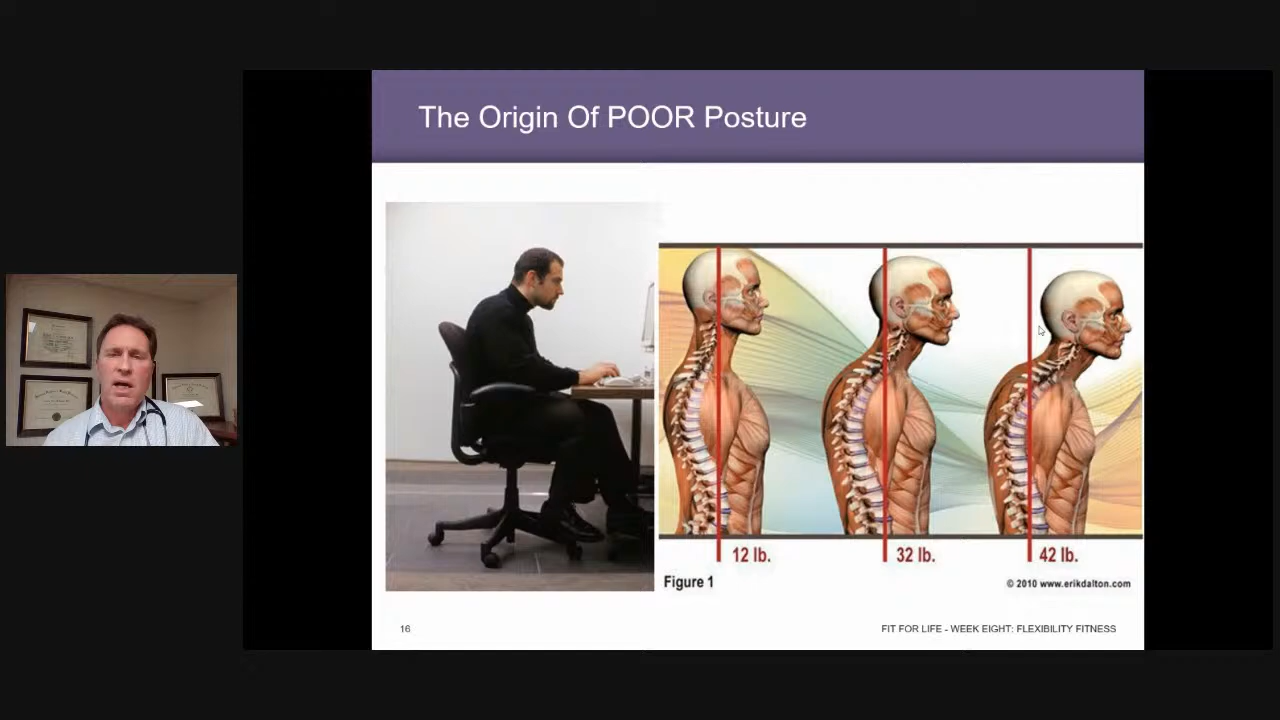 The Origin Of POOR Posture
12 lb.
32 lb.
42 lb.
Figure 1
© 2010 www.erikdalton.com
16
FIT FOR LIFE - WEEK EIGHT: FLEXIBILITY FITNESS